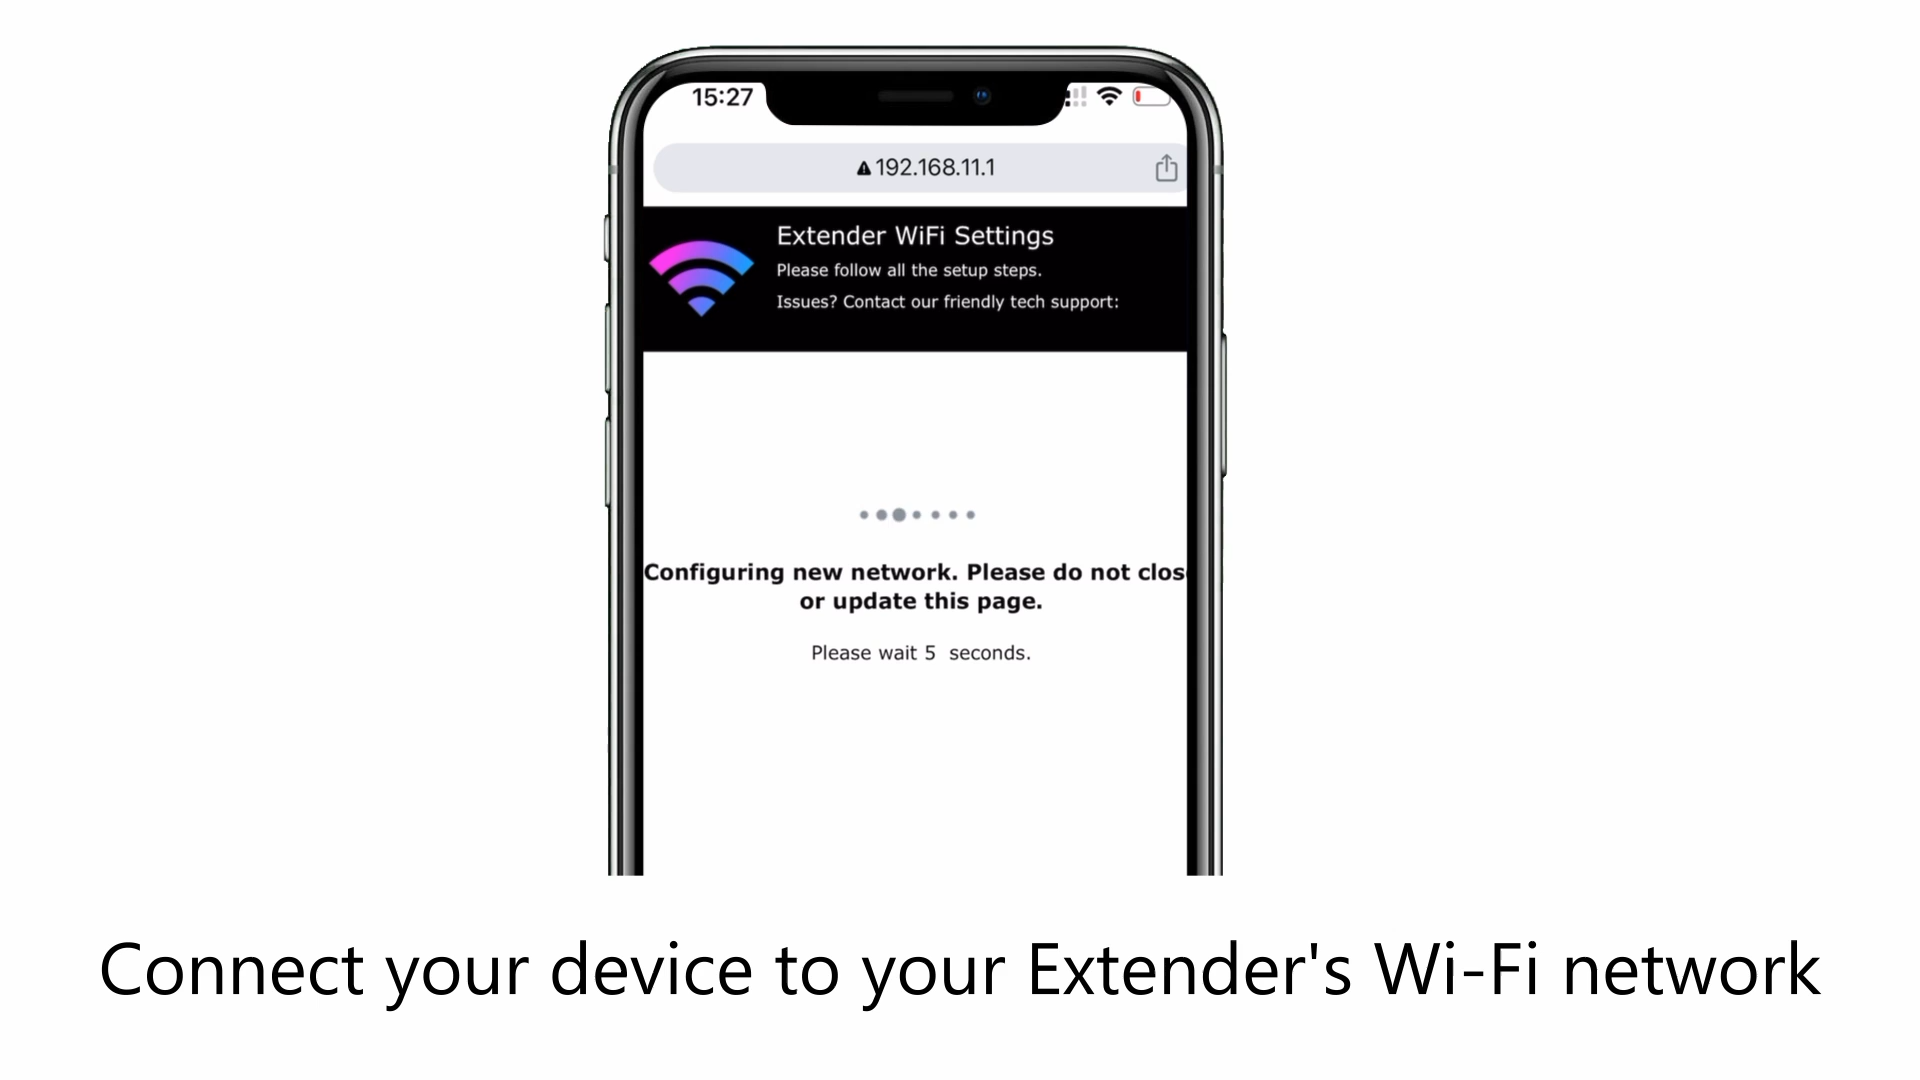 15:27
192.168.11.1
Extender WiFi Settings
Please follow all the setup steps.
Issues? Contact our friendly tech support:
Configuring new network. Please do not clos
or update this page.
Please wait 5 seconds.
Connect your device to your Extender's Wi-Fi network